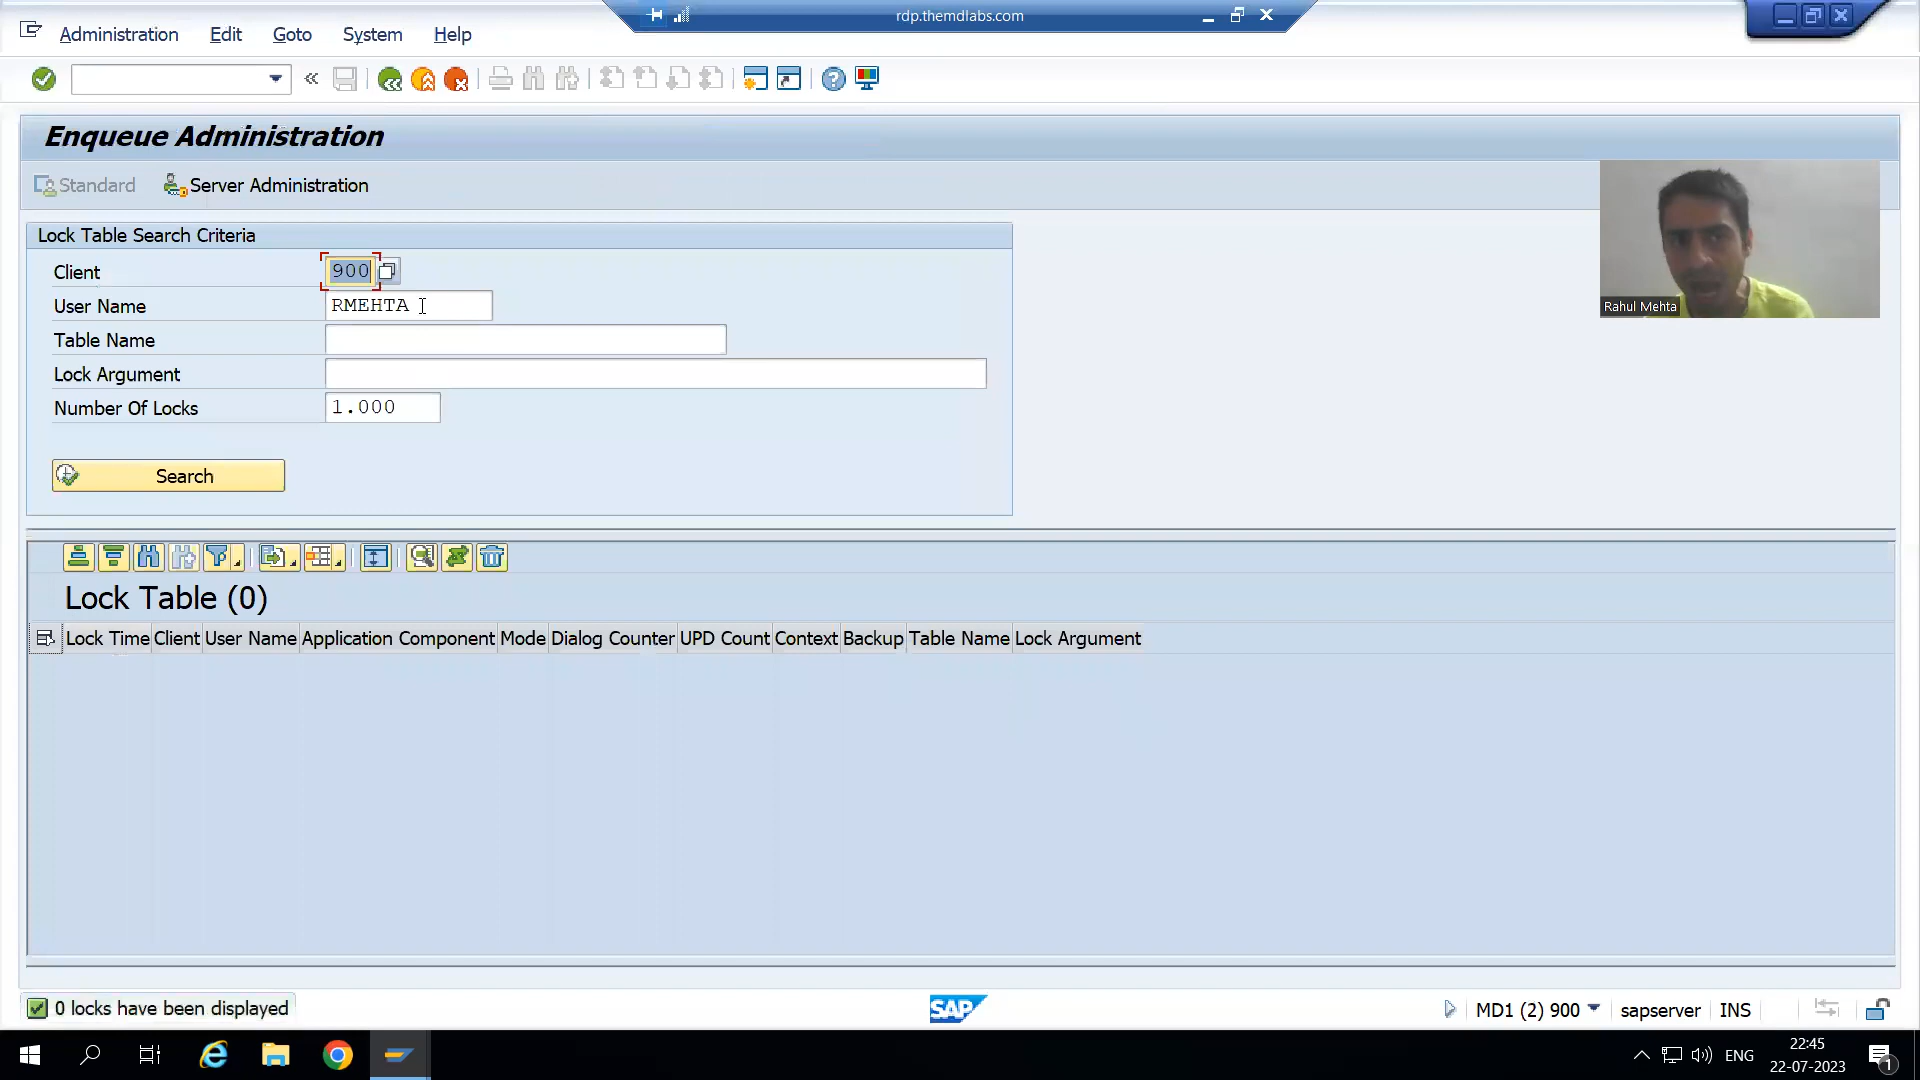 rdp.themdlabs.com
Administration Edit Goto System Help
Enqueue Administration
Standard Server Administration
Lock Table Search Criteria
Client 900
User Name RMEHTA
Table Name
Lock Argument
Number Of Locks 1.000
Search
Rahul Mehta
Lock Table (0)
Lock Time Client User Name Application Component Mode Dialog Counter UPD Count Context Backup Table Name Lock Argument
0 locks have been displayed
SAP
MD1 (2) 900 sapserver INS
ENG
22:45
22-07-2023
1